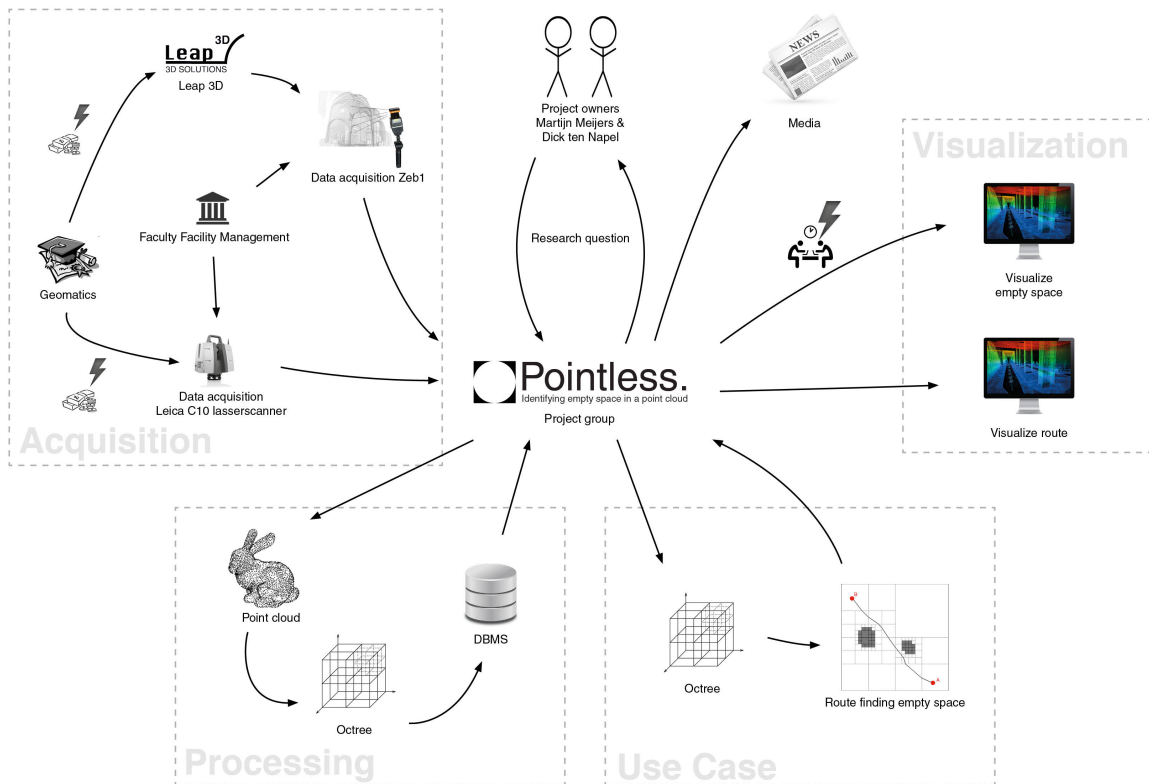 Leap 3D
3D SOLUTIONS
Leap 3D
Data acquisition Zeb1
Faculty Facility Management
Geomatics
Data acquisition
Leica C10 lasserscanner
Acquisition
Project owners
Martijn Meijers &
Dick ten Napel
Research question
NEWS
Media
Visualization
Visualize
empty space
Visualize route
Pointless.
Identifying empty space in a point cloud
Project group
Point cloud
Octree
DBMS
Processing
Octree
B
A
Route finding empty space
Use Case